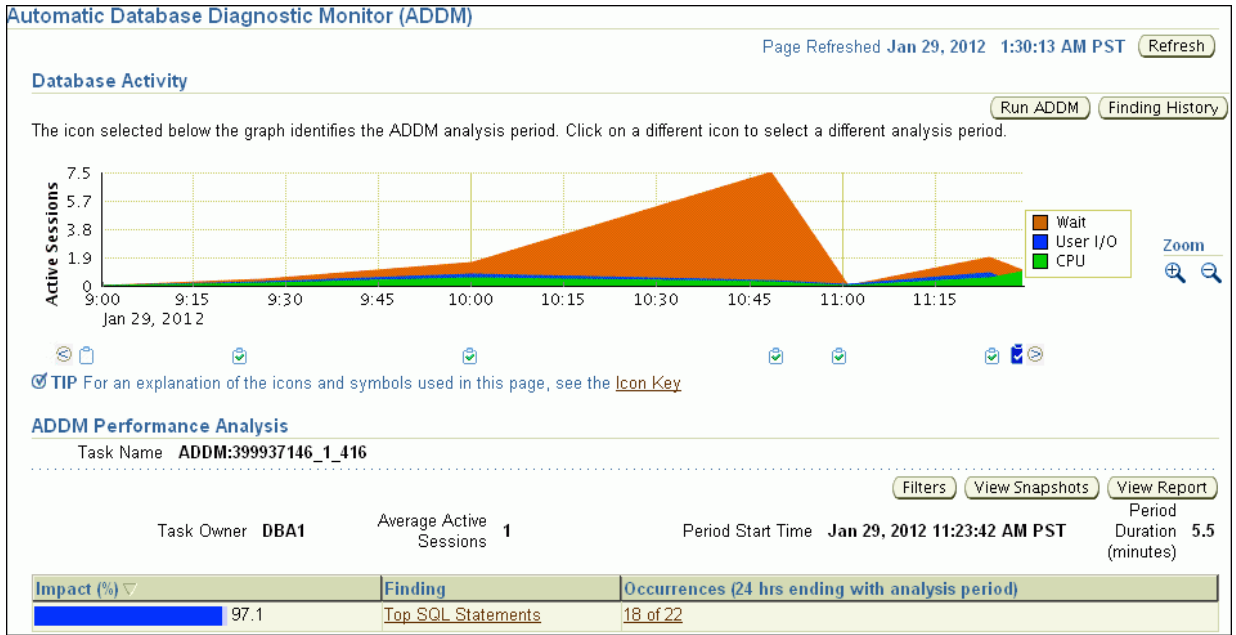 Automatic Database Diagnostic Monitor (ADDM)
Page Refreshed Jan 29, 2012 1:30:13 AM PST Refresh
Database Activity
Run ADDM Finding History
The icon selected below the graph identifies the ADDM analysis period. Click on a different icon to select a different analysis period.
Active Sessions
7.5
5.7
3.8
1.9
0
9:00 9:15 9:30 9:45 10:00 10:15 10:30 10:45 11:00 11:15
Jan 29, 2012
Wait
User I/O
CPU
Zoom
TIP For an explanation of the icons and symbols used in this page, see the Icon Key
ADDM Performance Analysis
Task Name ADDM:399937146_1_416
Filters View Snapshots View Report
Task Owner DBA1
Average Active Sessions 1
Period Start Time Jan 29, 2012 11:23:42 AM PST
Period Duration (minutes) 5.5
Impact (%) Finding Occurrences (24 hrs ending with analysis period)
97.1 Top SQL Statements 18 of 22